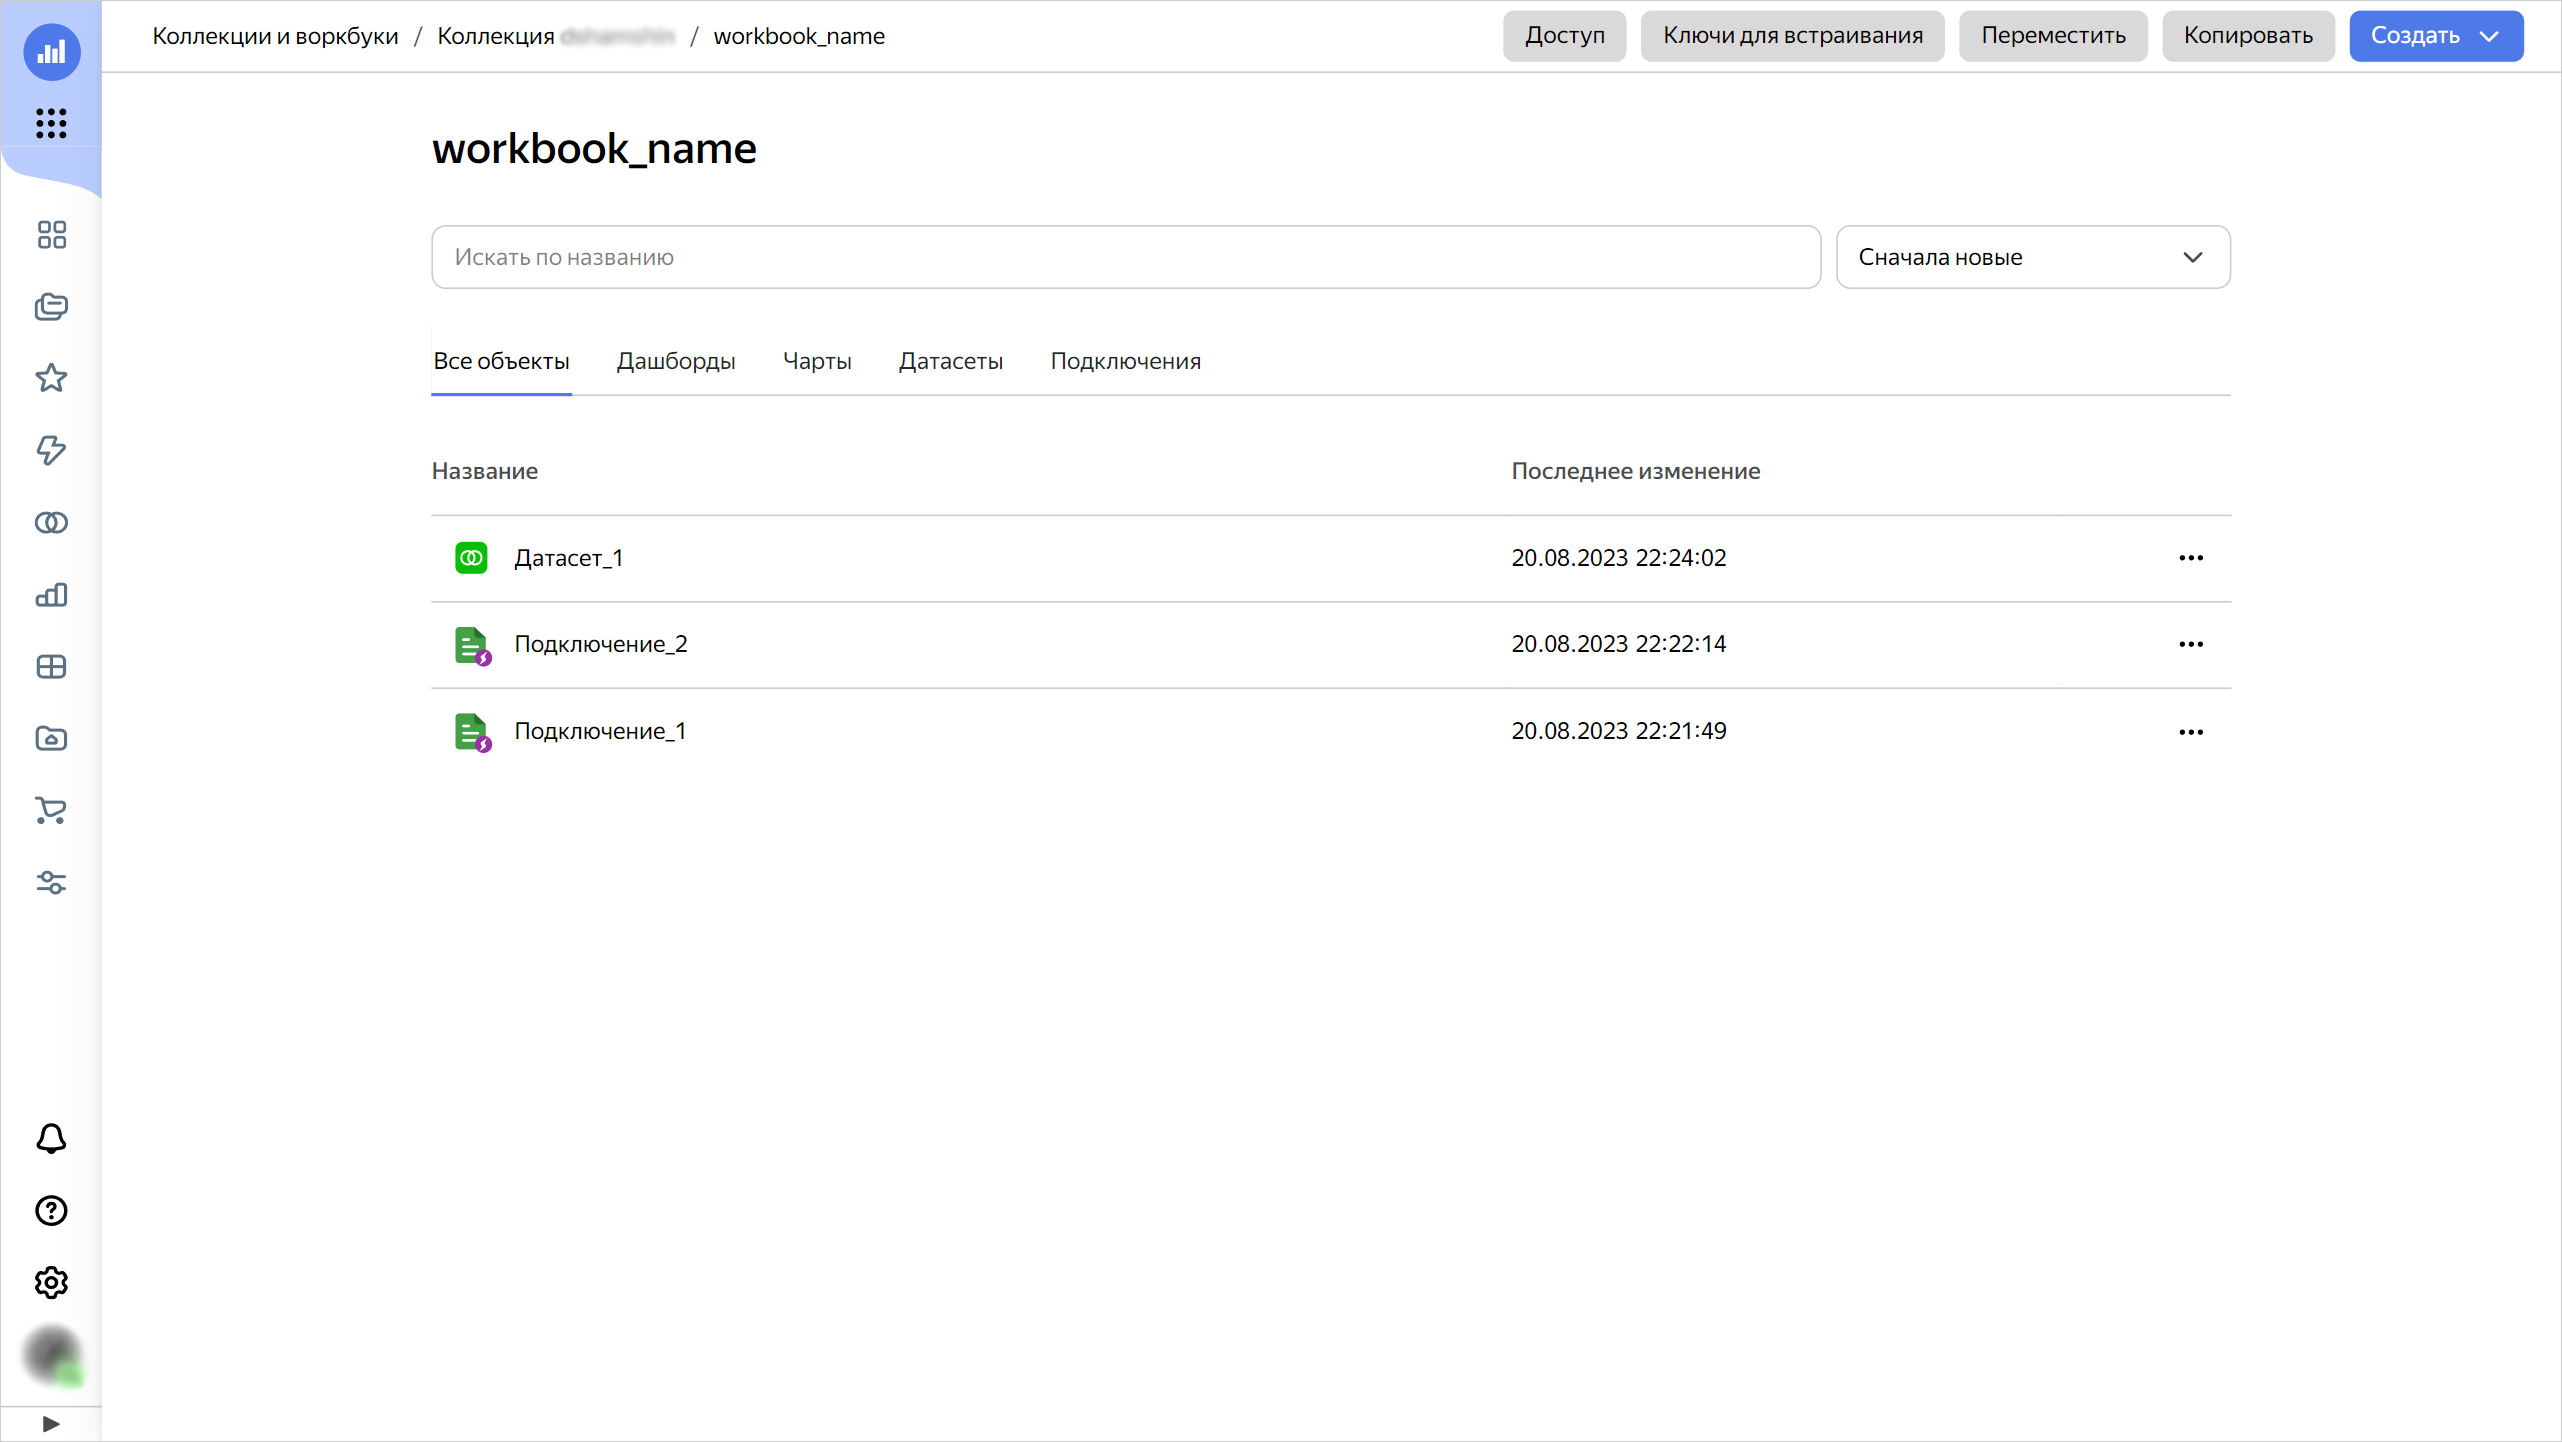 Коллекции и воркбуки / Коллекция / workbook_name
Доступ Ключи для встраивания Переместить Копировать Создать
workbook_name
Искать по названию Сначала новые
Все объекты Дашборды Чарты Датасеты Подключения
Название Последнее изменение
Датасет_1 20.08.2023 22:24:02
Подключение_2 20.08.2023 22:22:14
Подключение_1 20.08.2023 22:21:49